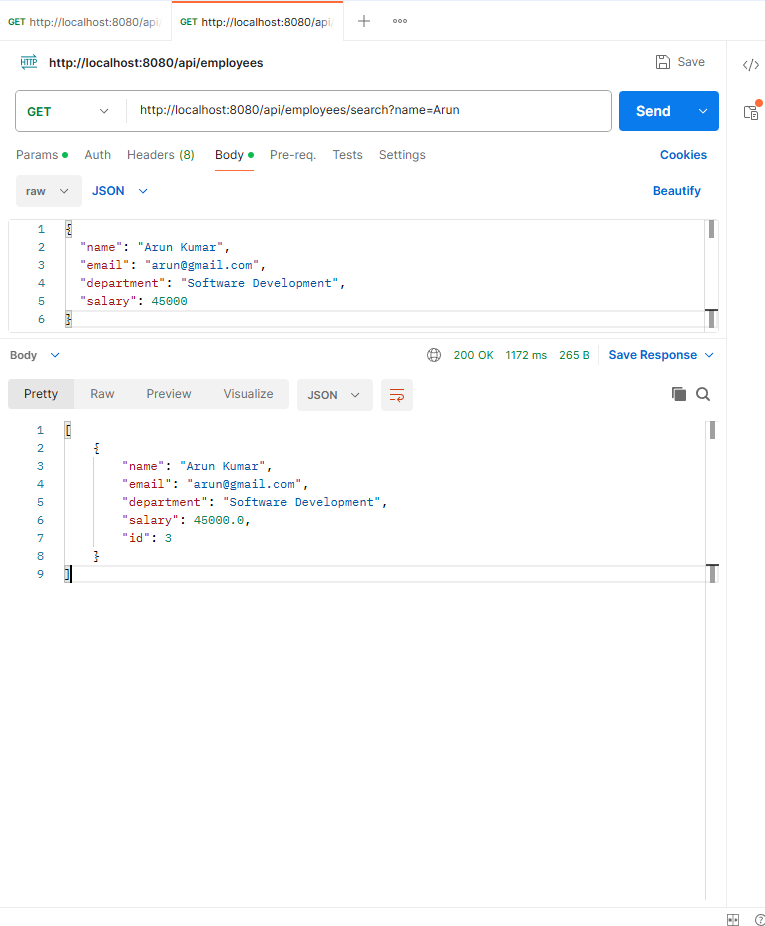 GET http://localhost:8080/api/ GET http://localhost:8080/api/
HTTP http://localhost:8080/api/employees Save
GET http://localhost:8080/api/employees/search?name=Arun Send
Params Auth Headers (8) Body Pre-req. Tests Settings Cookies
raw JSON Beautify
1 {
2 "name": "Arun Kumar",
3 "email": "arun@gmail.com",
4 "department": "Software Development",
5 "salary": 45000
6 }
Body 200 OK 1172 ms 265 B Save Response
Pretty Raw Preview Visualize JSON
1 [
2 {
3 "name": "Arun Kumar",
4 "email": "arun@gmail.com",
5 "department": "Software Development",
6 "salary": 45000.0,
7 "id": 3
8 }
9 ]